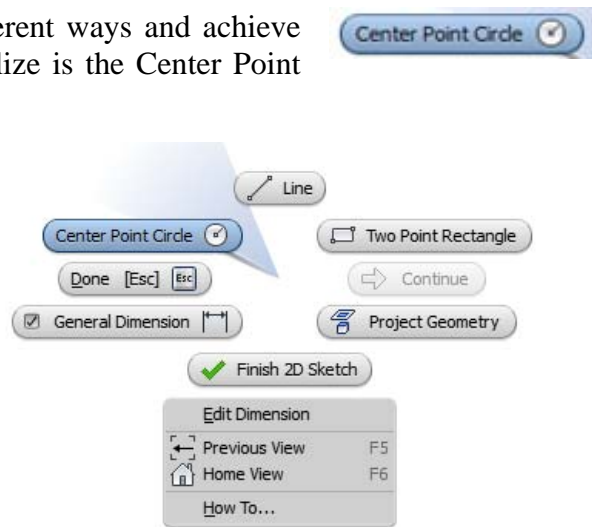 erent ways and achieve
lize is the Center Point
Center Point Circle
Line
Center Point Circle
Two Point Rectangle
Done [Esc] Esc
Continue
General Dimension
Project Geometry
Finish 2D Sketch
Edit Dimension
Previous View F5
Home View F6
How To...